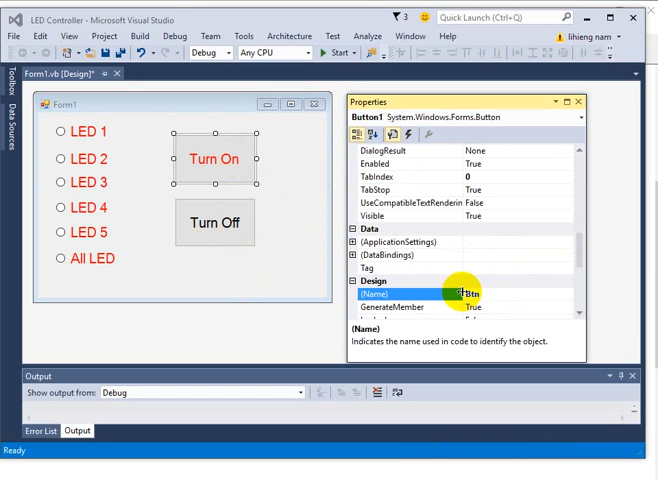 LED Controller - Microsoft Visual Studio
3
Quick Launch (Ctrl+Q)
File Edit View Project Build Debug Team Tools Architecture Test Analyze Window
lihieng nam
Debug Any CPU Start
Form1.vb [Design]*
Toolbox
Data Sources
Form1
LED 1
LED 2
LED 3
LED 4
LED 5
All LED
Turn On
Turn Off
Properties
Button1 System.Windows.Forms.Button
DialogResult None
Enabled True
TabIndex 0
TabStop True
UseCompatibleTextRenderin False
Visible True
Data
(ApplicationSettings)
(DataBindings)
Tag
Design
(Name) Btn
GenerateMember True
(Name)
Indicates the name used in code to identify the object.
Output
Show output from: Debug
Error List Output
Ready